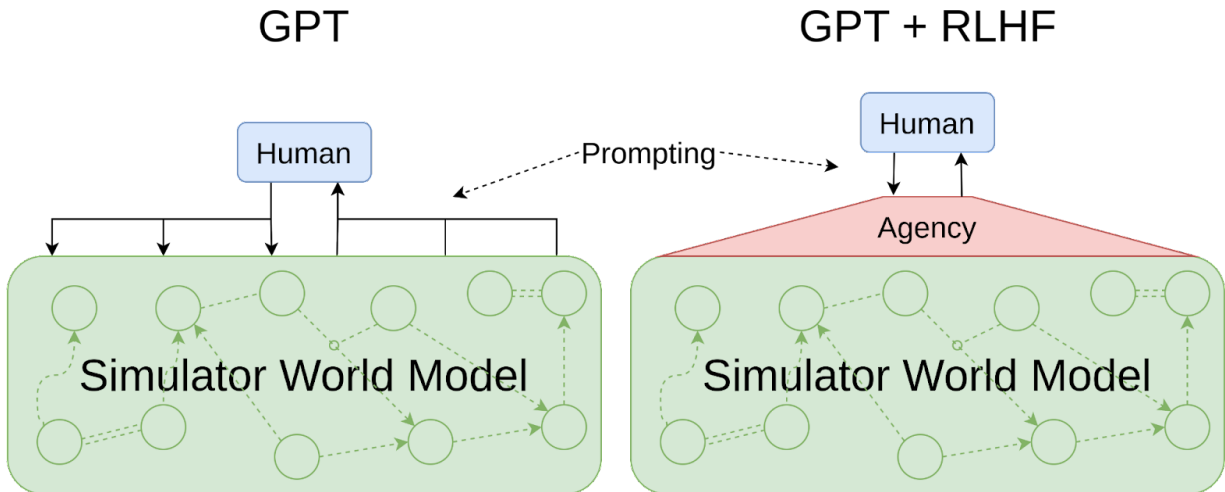 GPT
GPT + RLHF
Human
Prompting
Human
Agency
Simulator World Model
Simulator World Model